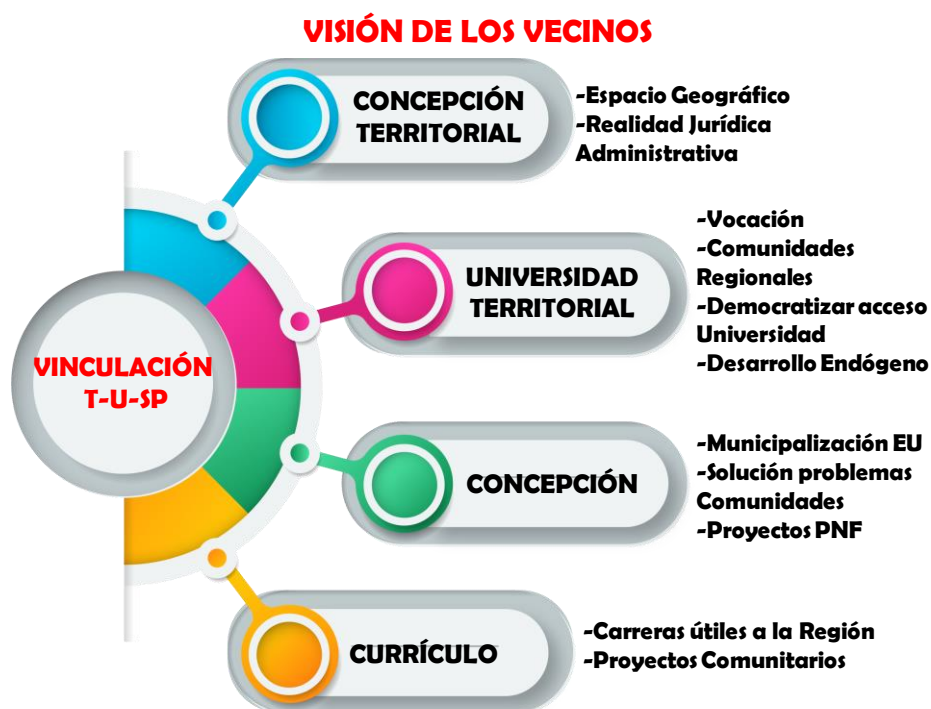 VISIÓN DE LOS VECINOS
CONCEPCIÓN
TERRITORIAL
-Espacio Geográfico
-Realidad Jurídica
Administrativa
UNIVERSIDAD
TERRITORIAL
-Vocación
-Comunidades
Regionales
-Democratizar acceso
Universidad
-Desarrollo Endógeno
VINCULACIÓN
T-U-SP
CONCEPCIÓN
-Municipalización EU
-Solución problemas
Comunidades
-Proyectos PNF
CURRÍCULO
-Carreras útiles a la Región
-Proyectos Comunitarios